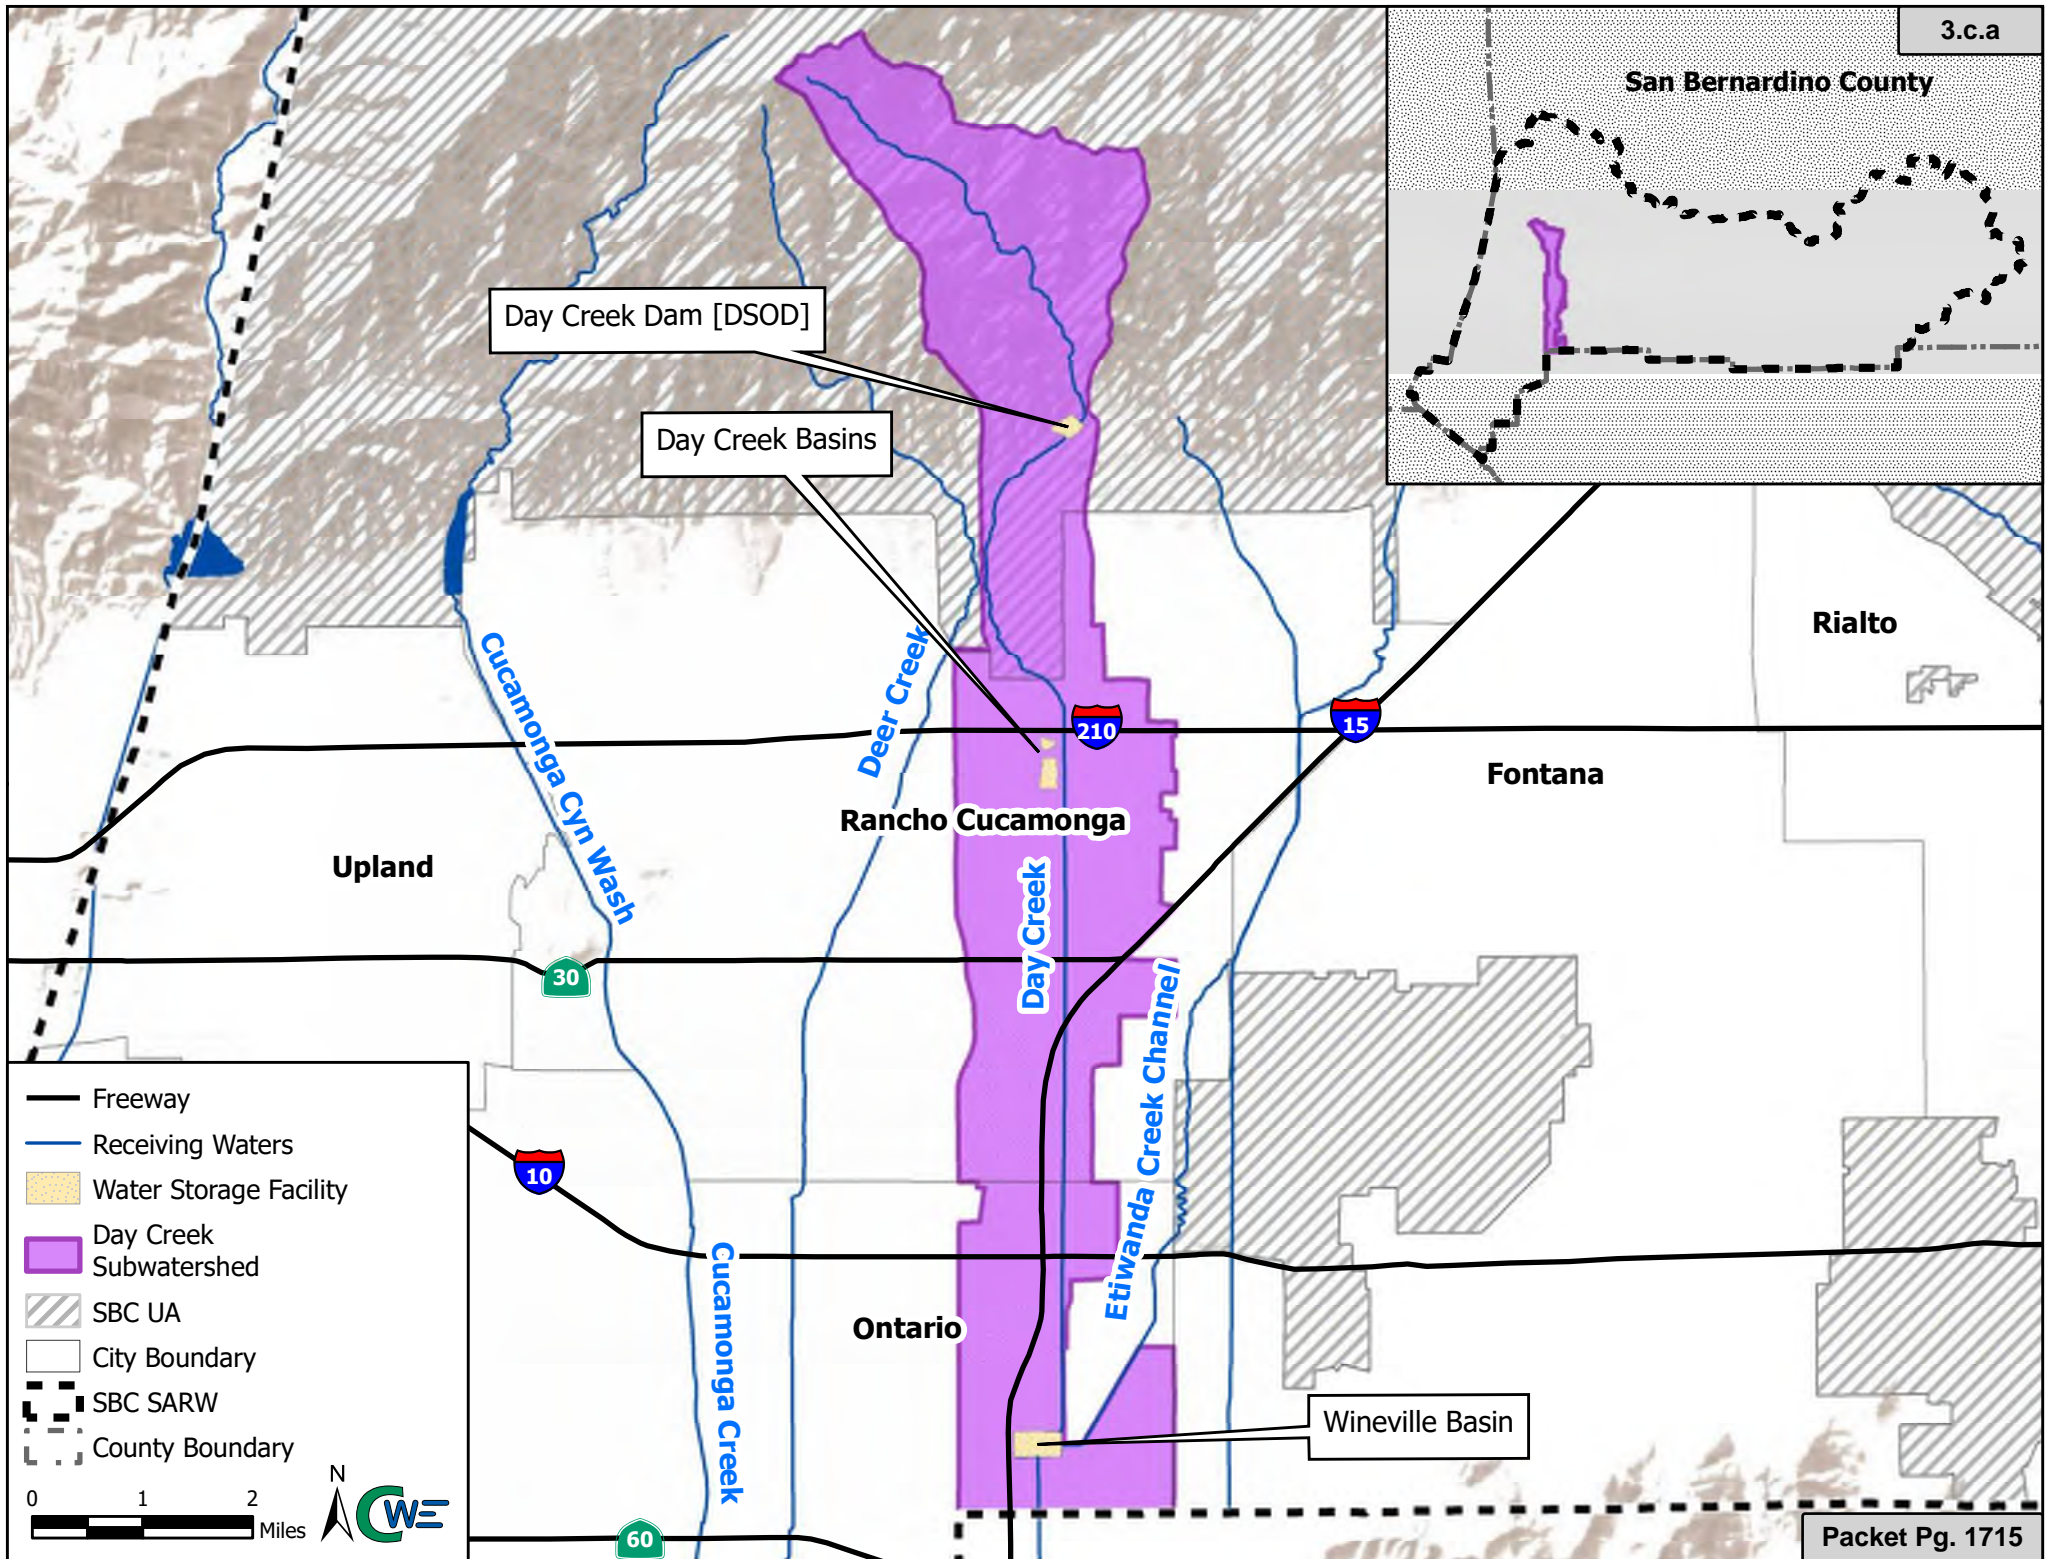 3.c.a
San Bernardino County
Day Creek Dam [DSOD]
Day Creek Basins
Rialto
Cucamonga Cyn Wash
Deer Creek
210
15
Fontana
Rancho Cucamonga
Upland
Day Creek
30
Etiwanda Creek Channel
10
Cucamonga Creek
Ontario
Wineville Basin
60
Freeway
Receiving Waters
Water Storage Facility
Day Creek
Subwatershed
SBC UA
City Boundary
SBC SARW
County Boundary
N
0 1 2
Miles
CWE
Packet Pg. 1715